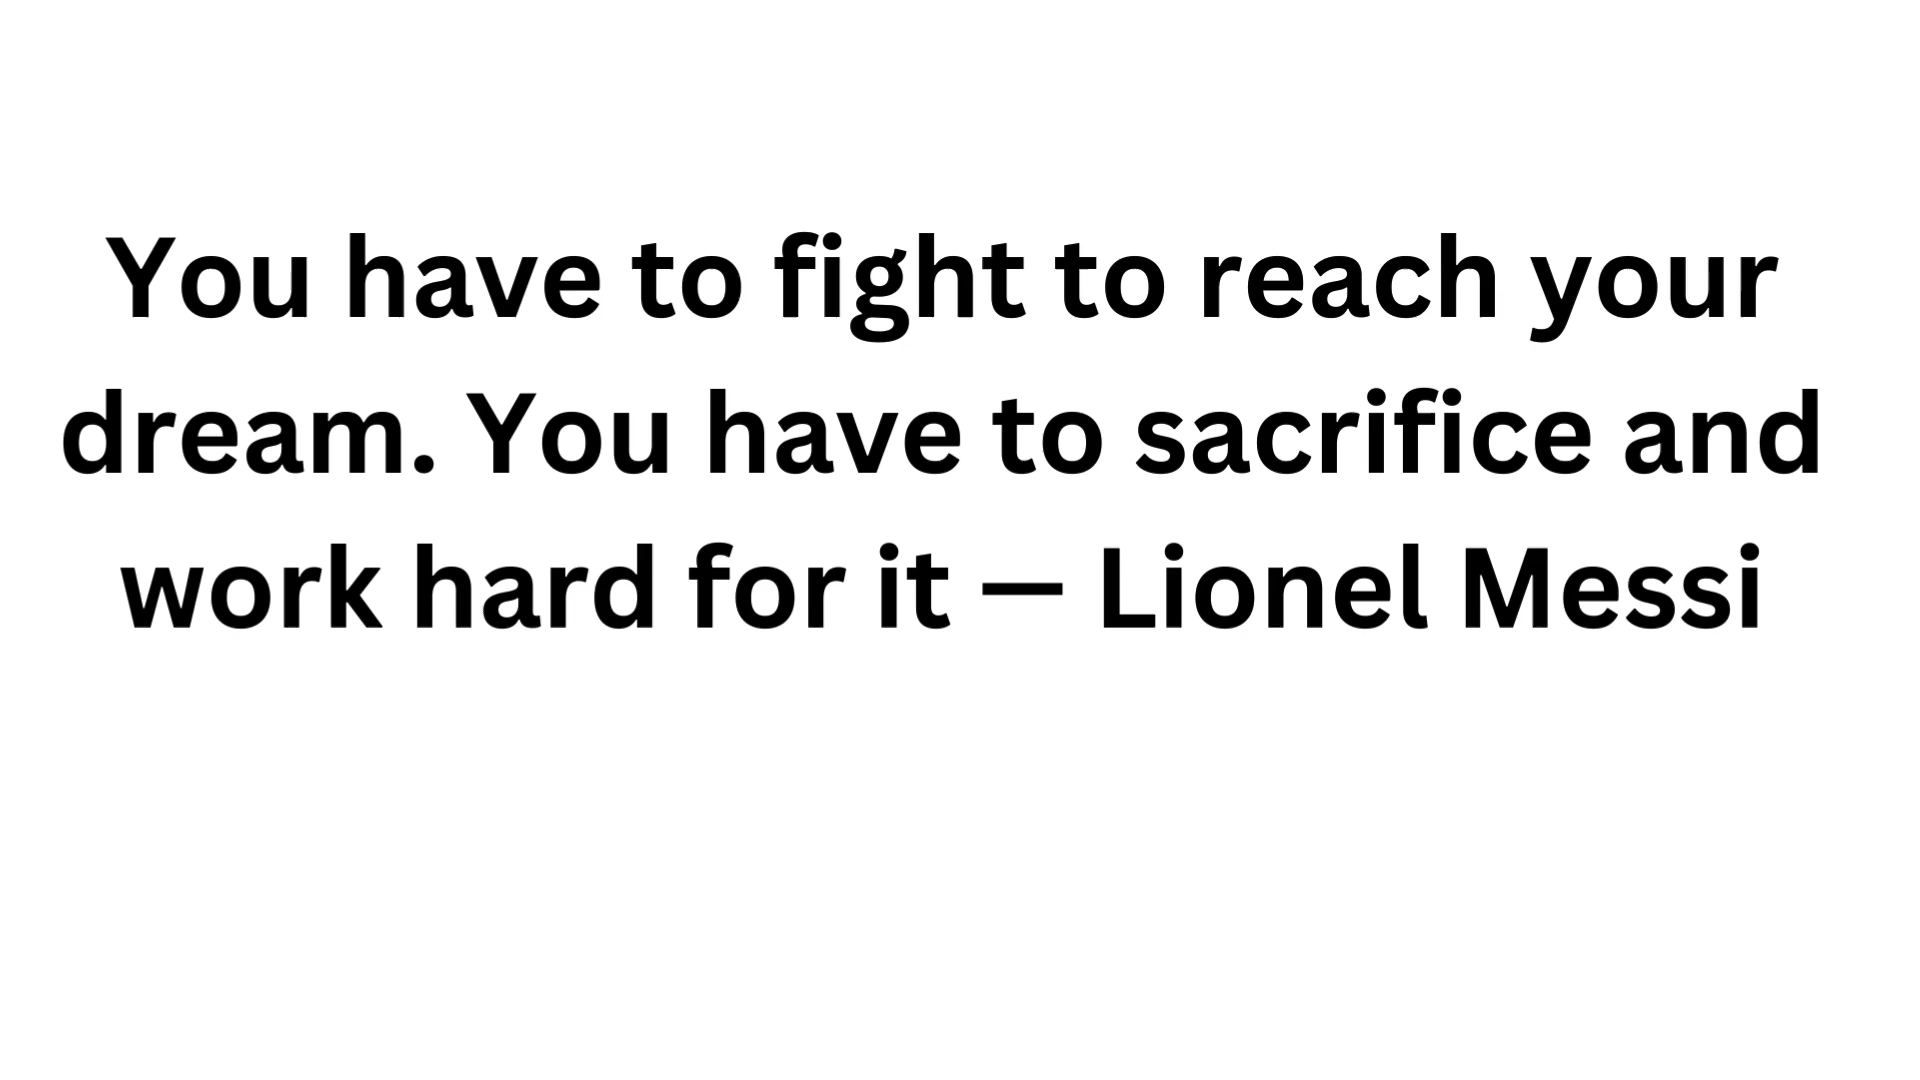 You have to fight to reach your
dream. You have to sacrifice and
work hard for it — Lionel Messi